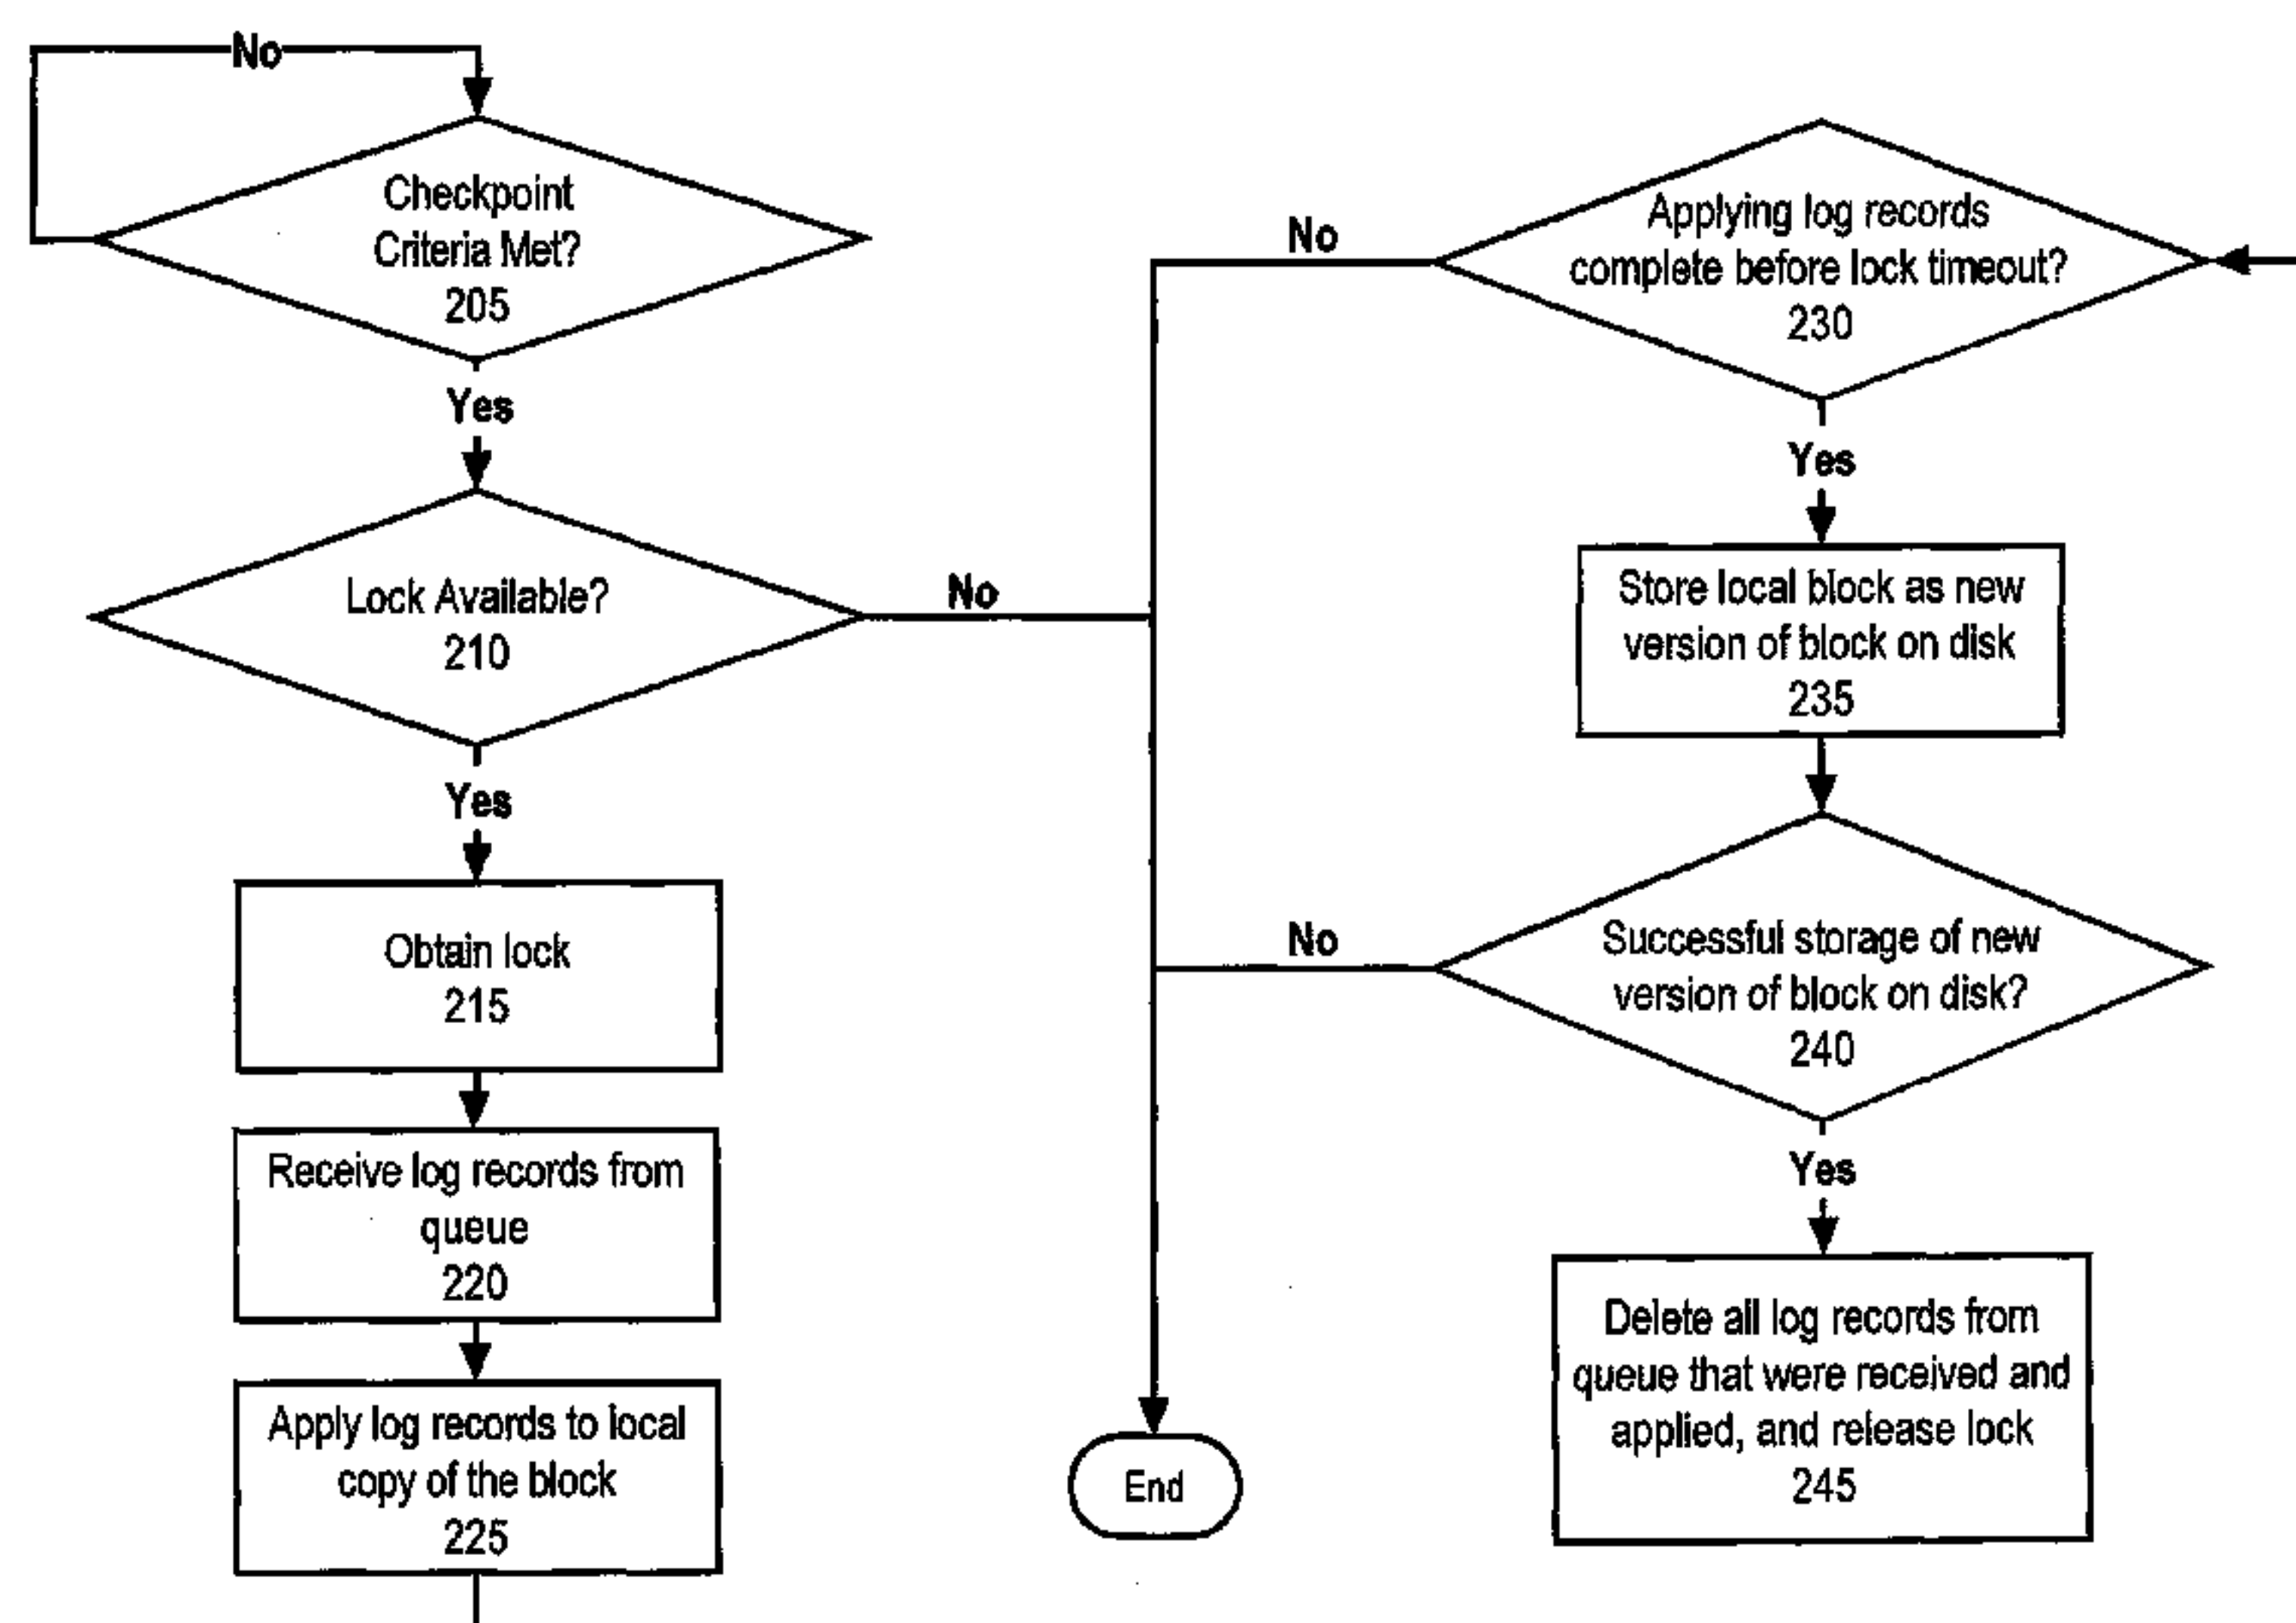 No
Checkpoint
Criteria Met?
205
Yes
Lock Available?
210
No
Yes
Obtain lock
215
Receive log records from
queue
220
Apply log records to local
copy of the block
225
Applying log records
complete before lock timeout?
230
No
Yes
Store local block as new
version of block on disk
235
Successful storage of new
version of block on disk?
240
No
Yes
Delete all log records from
queue that were received and
applied, and release lock
245
End